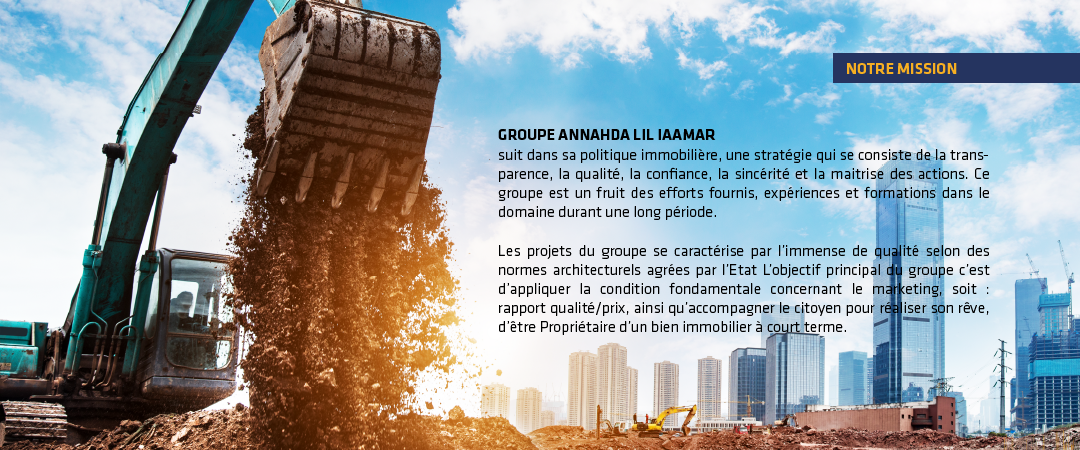 NOTRE MISSION
GROUPE ANNAHDA LIL IAAMAR
suit dans sa politique immobilière, une stratégie qui se consiste de la trans-
parence, la qualité, la confiance, la sincérité et la maitrise des actions. Ce
groupe est un fruit des efforts fournis, expériences et formations dans le
domaine durant une long période.
Les projets du groupe se caractérise par l'immense de qualité selon des
normes architecturels agrées par l'Etat L'objectif principal du groupe c'est
d'appliquer la condition fondamentale concernant le marketing, soit :
rapport qualité/prix, ainsi qu'accompagner le citoyen pour réaliser son rêve,
d'être Propriétaire d'un bien immobilier à court terme.